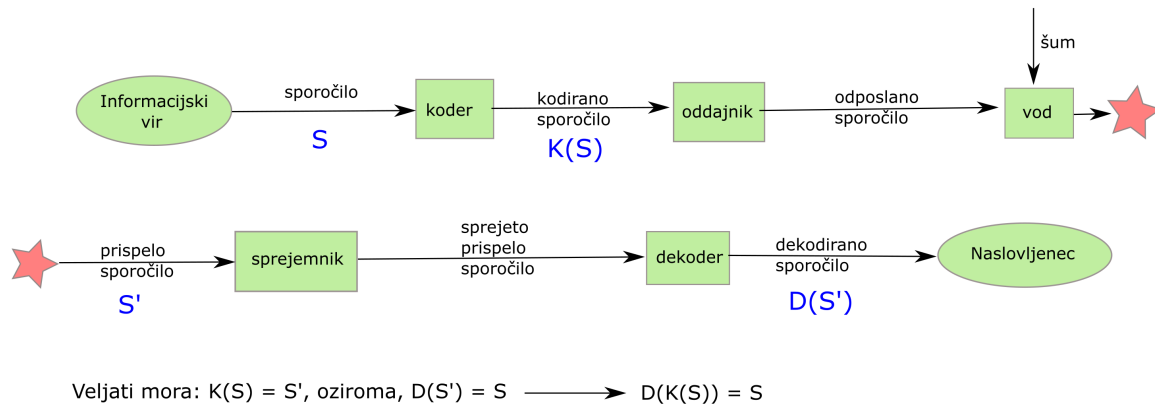 Informacijski
vir
sporočilo
S
koder
kodirano
sporočilo
K(S)
oddajnik
odposlano
sporočilo
šum
vod
prispelo
sporočilo
S'
sprejemnik
sprejeto
prispelo
sporočilo
dekoder
dekodirano
sporočilo
D(S')
Naslovljenec
Veljati mora: K(S) = S', oziroma, D(S') = S
D(K(S)) = S